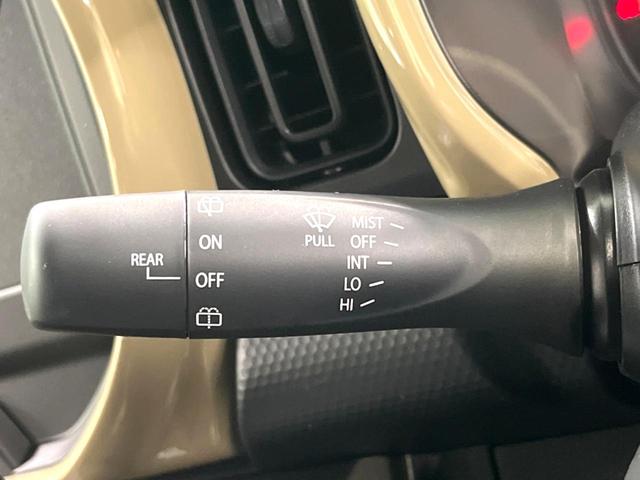 REAR
ON
OFF
PULL
MIST
OFF
INT
LO
HI